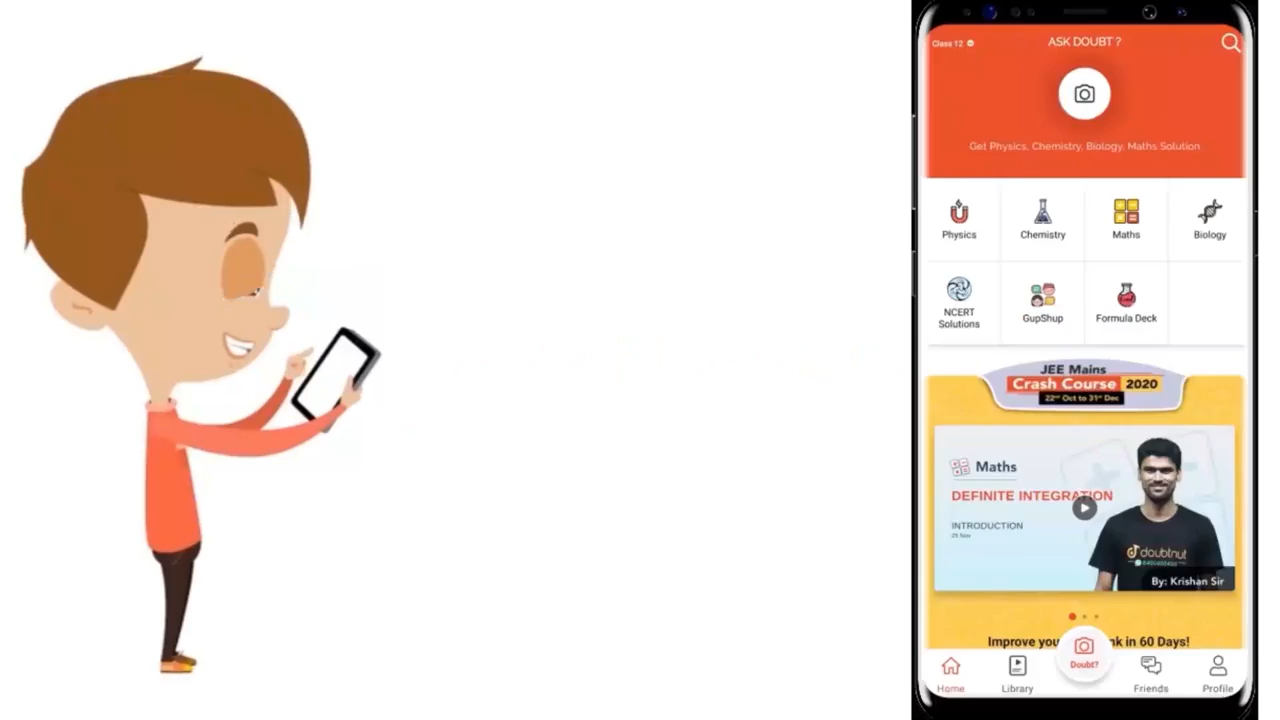 Class 12
ASK DOUBT ?
Get Physics, Chemistry, Biology, Maths Solution
Physics
Chemistry
Maths
Biology
NCERT
Solutions
GupShup
Formula Deck
JEE Mains
Crash Course 2020
22nd Oct to 31st Dec
Maths
DEFINITE INTEGRATION
INTRODUCTION
doubtnut
By: Krishan Sir
in 60 Days!
Doubt?
Home
Library
Friends
Profile